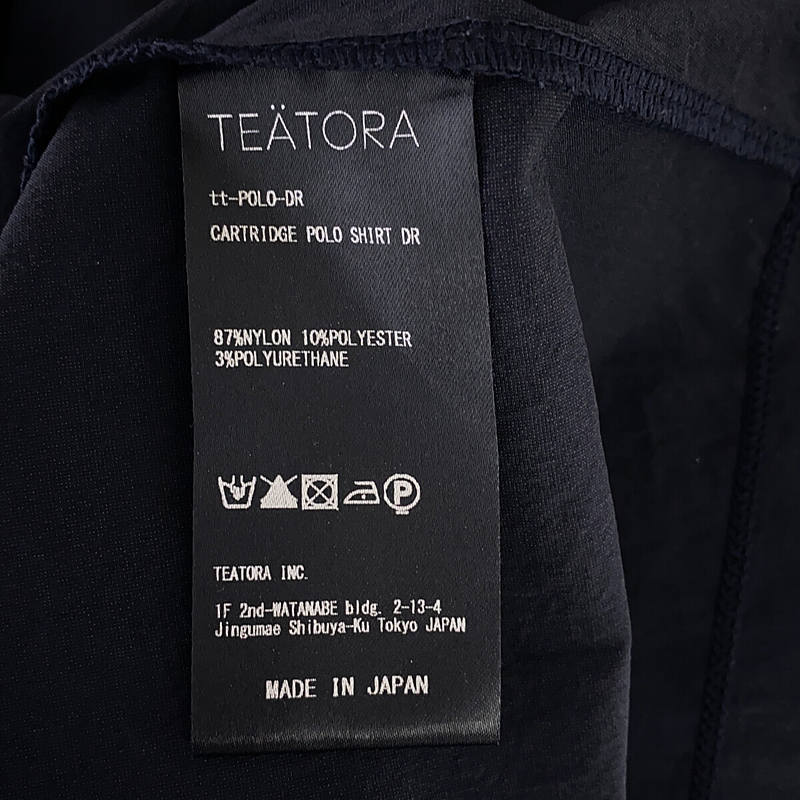 TEÄTORA
tt-POLO-DR
CARTRIDGE POLO SHIRT DR
87%NYLON 10%POLYESTER
3%POLYURETHANE
P
TEATORA INC.
1F 2nd-WATANABE bldg. 2-13-4
Jingumae Shibuya-Ku Tokyo JAPAN
MADE IN JAPAN